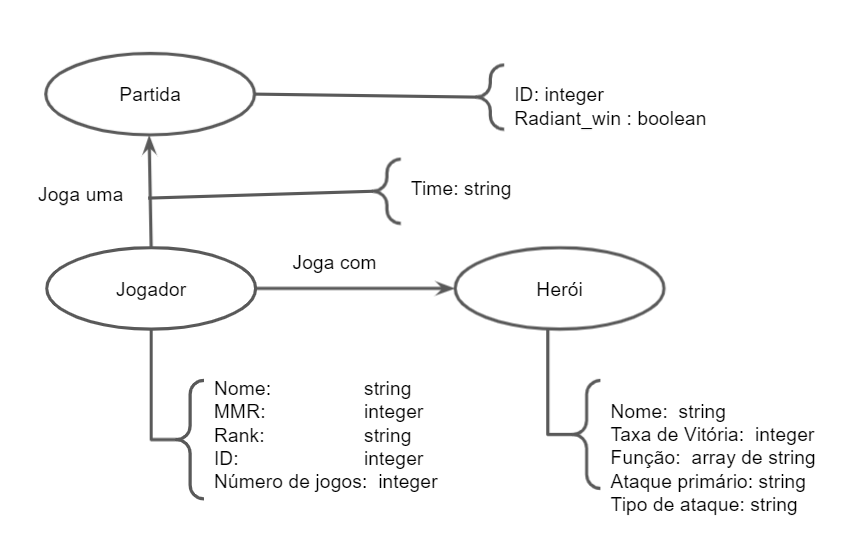 Partida
ID: integer
Radiant_win : boolean
Joga uma
Time: string
Joga com
Jogador
Herói
Nome: string
MMR: integer
Rank: string
ID: integer
Número de jogos: integer
Nome: string
Taxa de Vitória: integer
Função: array de string
Ataque primário: string
Tipo de ataque: string